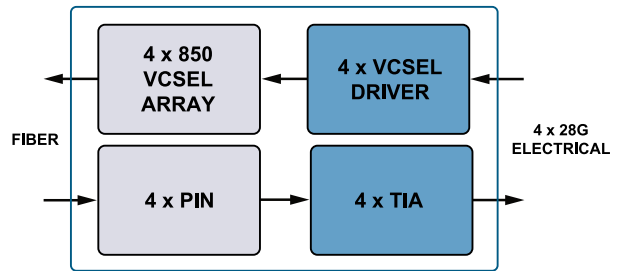 4 x 850
VCSEL
ARRAY
4 x VCSEL
DRIVER
FIBER
4 x 28G
ELECTRICAL
4 x PIN
4 x TIA